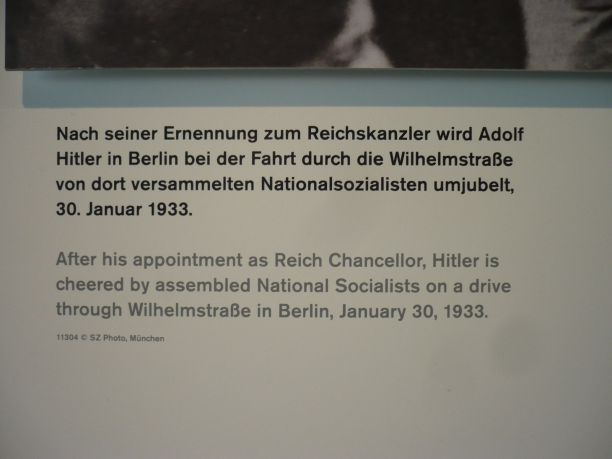 Nach seiner Ernennung zum Reichskanzler wird Adolf
Hitler in Berlin bei der Fahrt durch die Wilhelmstraße
von dort versammelten Nationalsozialisten umjubelt,
30. Januar 1933.
After his appointment as Reich Chancellor, Hitler is
cheered by assembled National Socialists on a drive
through Wilhelmstraße in Berlin, January 30, 1933.
11304 © SZ Photo, München